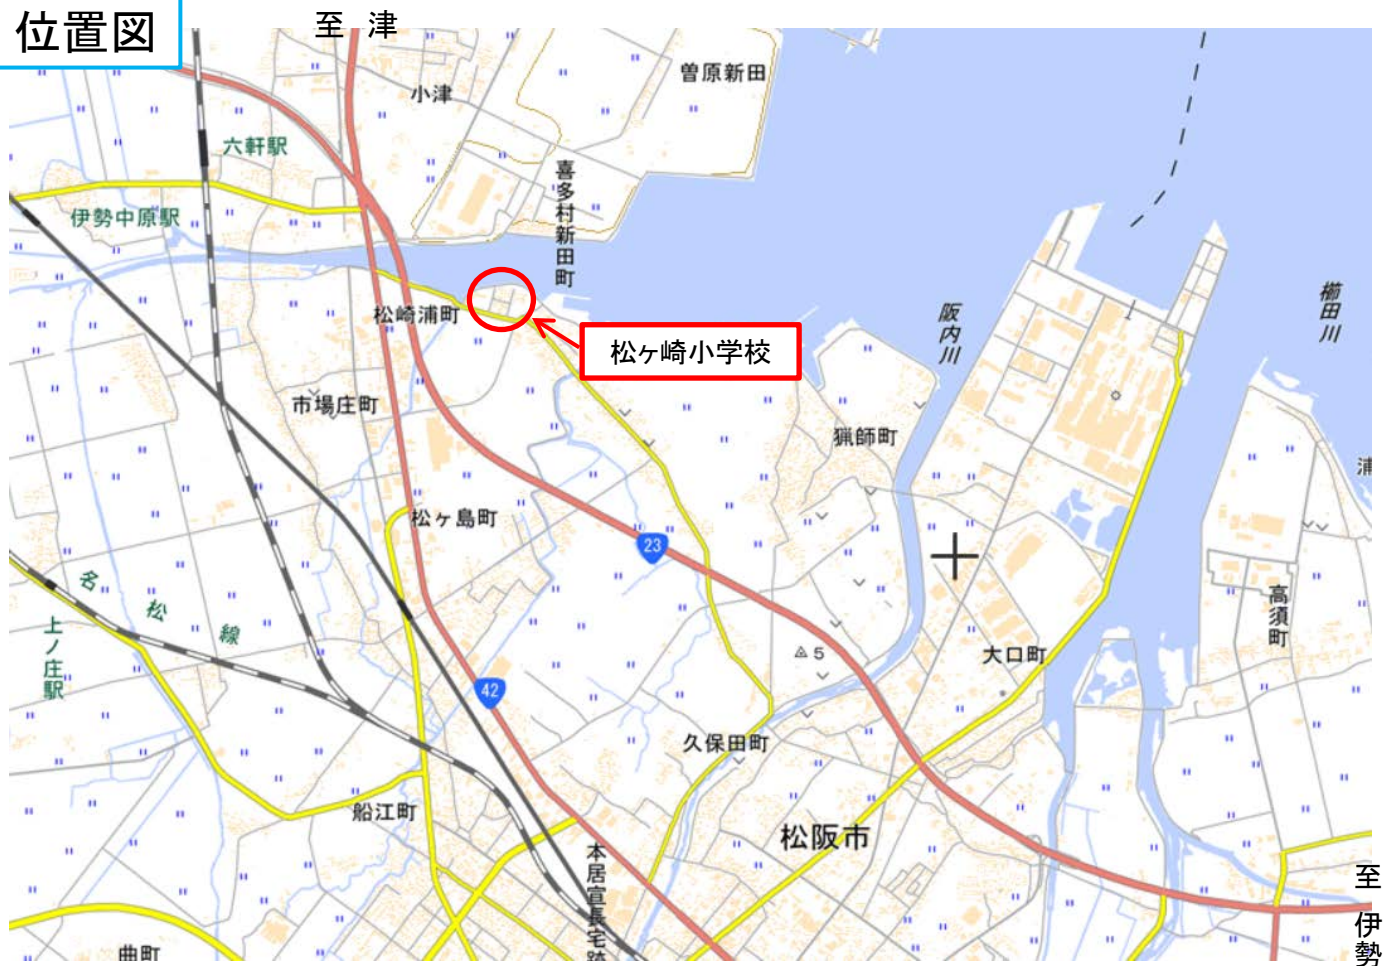 位置図
至 津
小津
曽原新田
六軒駅
喜多村新田町
伊勢中原駅
松崎浦町
松ヶ崎小学校
阪内川
櫛田川
市場庄町
猟師町
浦
松ヶ島町
23
名松線
上ノ庄駅
高須町
大口町
5
42
久保田町
船江町
松阪市
本居宣長宅跡
至 伊勢
曲町